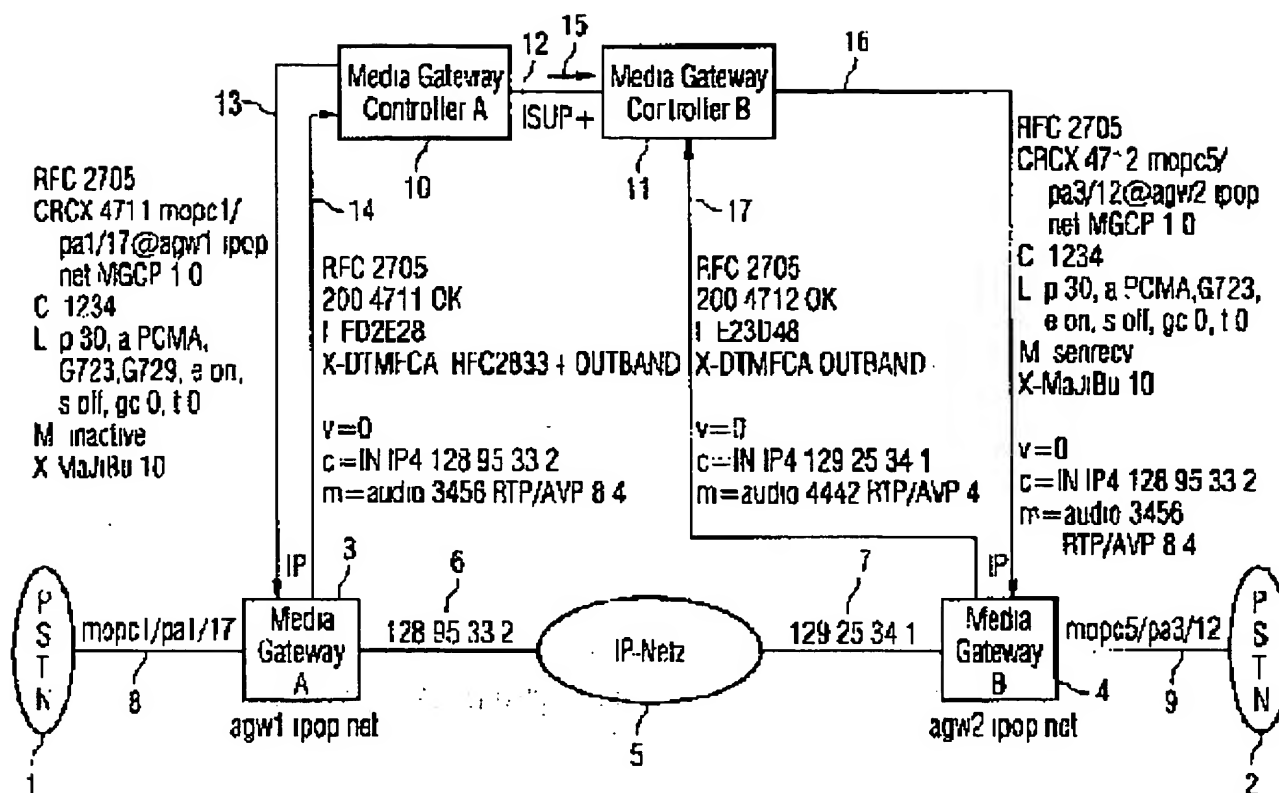 12
15
16
13
Media Gateway
Controller A
Media Gateway
Controller B
ISUP+
10
11
14
17
RFC 2705
CRCX 4711 mopc1/
pa1/17@agw1 ipop
net MGCP 1 0
C 1234
L p 30, a PCMA,
G723,G729, e on,
s off, gc 0, t 0
M inactive
X MaJiBu 10
RFC 2705
200 4711 OK
I FD2E28
X-DTMFCA RFC2833 + OUTBAND
v=0
c=IN IP4 128 95 33 2
m=audio 3456 RTP/AVP 8 4
RFC 2705
200 4712 OK
I E23D48
X-DTMFCA OUTBAND
v=0
c=IN IP4 129 25 34 1
m=audio 4442 RTP/AVP 4
RFC 2705
CRCX 47 2 mopc5/
pa3/12@agw2 ipop
net MGCP 1 0
C 1234
L p 30, a PCMA,G723,
e on, s off, gc 0, t 0
M senrecv
X-MaJiBu 10
v=0
c=IN IP4 128 95 33 2
m=audio 3456
RTP/AVP 8 4
IP
3
6
7
IP
PSTN
mopc1/pa1/17
8
Media
Gateway
A
128 95 33 2
IP-Netz
129 25 34 1
Media
Gateway
B
mopc5/pa3/12
9
4
PSTN
agw1 ipop net
5
agw2 ipop net
1
2